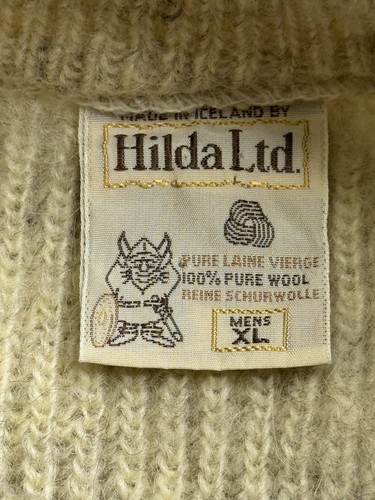 MADE IN ICELAND BY
Hilda Ltd.
PURE LAINE VIERGE
100% PURE WOOL
REINE SCHURWOLLE
MENS
XL